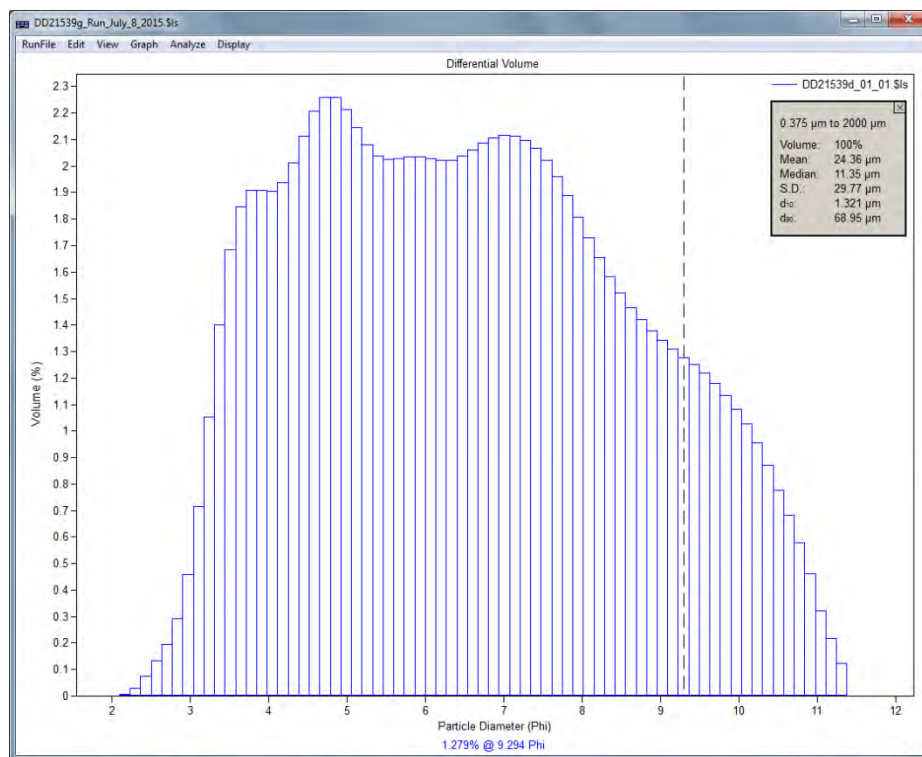 DD21539g_Run_July_8_2015.$ls
RunFile Edit View Graph Analyze Display
Differential Volume
DD21539d_01_01.$ls
0.375 µm to 2000 µm
Volume: 100%
Mean: 24.36 µm
Median: 11.35 µm
S.D.: 29.77 µm
d10: 1.321 µm
d90: 68.95 µm
Volume (%)
2.3
2.2
2.1
2
1.9
1.8
1.7
1.6
1.5
1.4
1.3
1.2
1.1
1
0.9
0.8
0.7
0.6
0.5
0.4
0.3
0.2
0.1
0
2 3 4 5 6 7 8 9 10 11 12
Particle Diameter (Phi)
1.279% @ 9.294 Phi